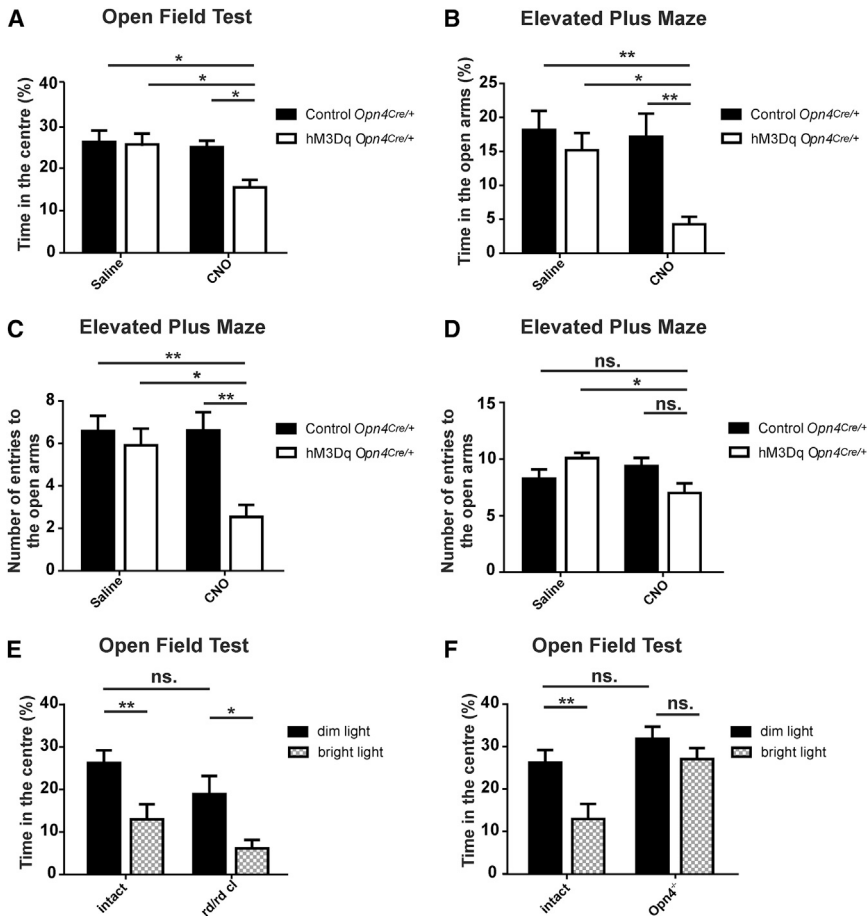 A
Open Field Test
*
*
*
40
30
20
10
0
Time in the centre (%)
Saline
CNO
Control Opn4Cre/+
hM3Dq Opn4Cre/+
B
Elevated Plus Maze
**
*
**
25
20
15
10
5
0
Time in the open arms (%)
Saline
CNO
Control Opn4Cre/+
hM3Dq Opn4Cre/+
C
Elevated Plus Maze
**
*
**
8
6
4
2
0
Number of entries to
the open arms
Saline
CNO
Control Opn4Cre/+
hM3Dq Opn4Cre/+
D
Elevated Plus Maze
ns.
*
ns.
15
10
5
0
Number of entries to
the open arms
Saline
CNO
Control Opn4Cre/+
hM3Dq Opn4Cre/+
E
Open Field Test
ns.
**
*
40
30
20
10
0
Time in the centre (%)
intact
rd/rd cl
dim light
bright light
F
Open Field Test
ns.
**
ns.
40
30
20
10
0
Time in the centre (%)
intact
Opn4-/-
dim light
bright light